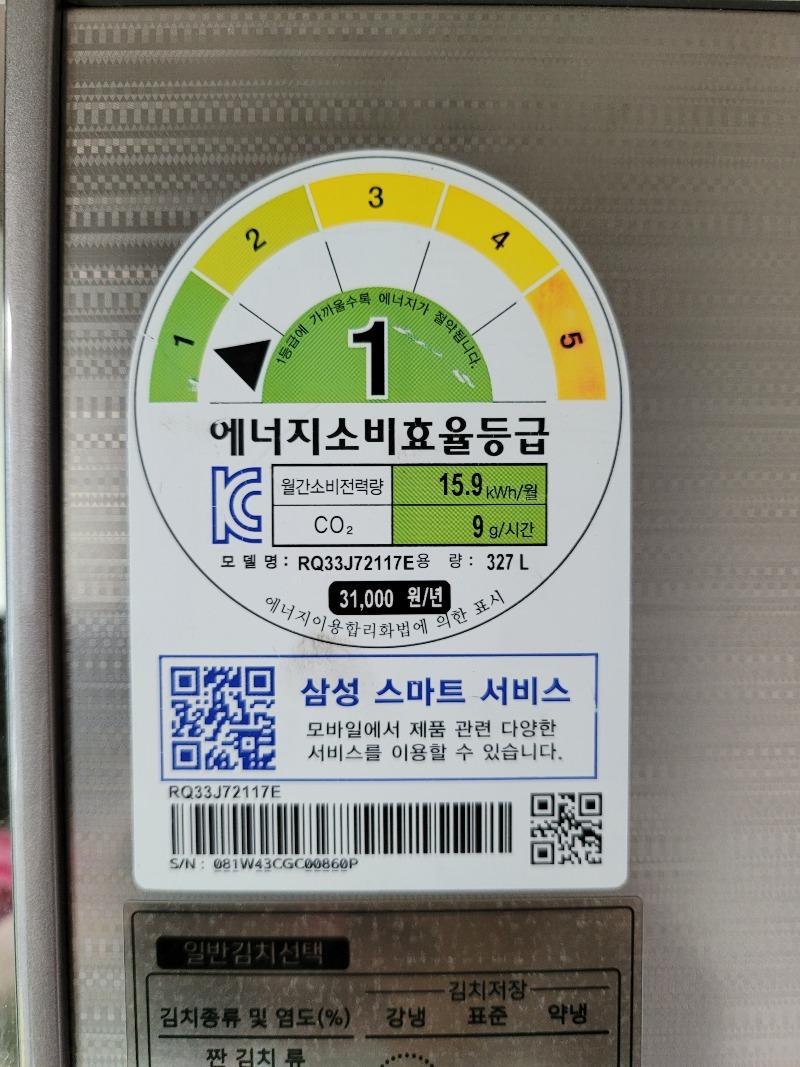 1
2
3
4
5
1등급에 가까울수록 에너지가 절약됩니다.
1
에너지소비효율등급
월간소비전력량 15.9 kWh/월
CO₂ 9 g/시간
모델명: RQ33J72117E 용 량: 327 L
31,000 원/년
에너지이용합리화법에 의한 표시
삼성 스마트 서비스
모바일에서 제품 관련 다양한
서비스를 이용할 수 있습니다.
RQ33J72117E
S/N : 081W43CGC00860P
일반김치선택
김치저장
김치종류 및 염도(%) 강냉 표준 약냉
짠 김치 류